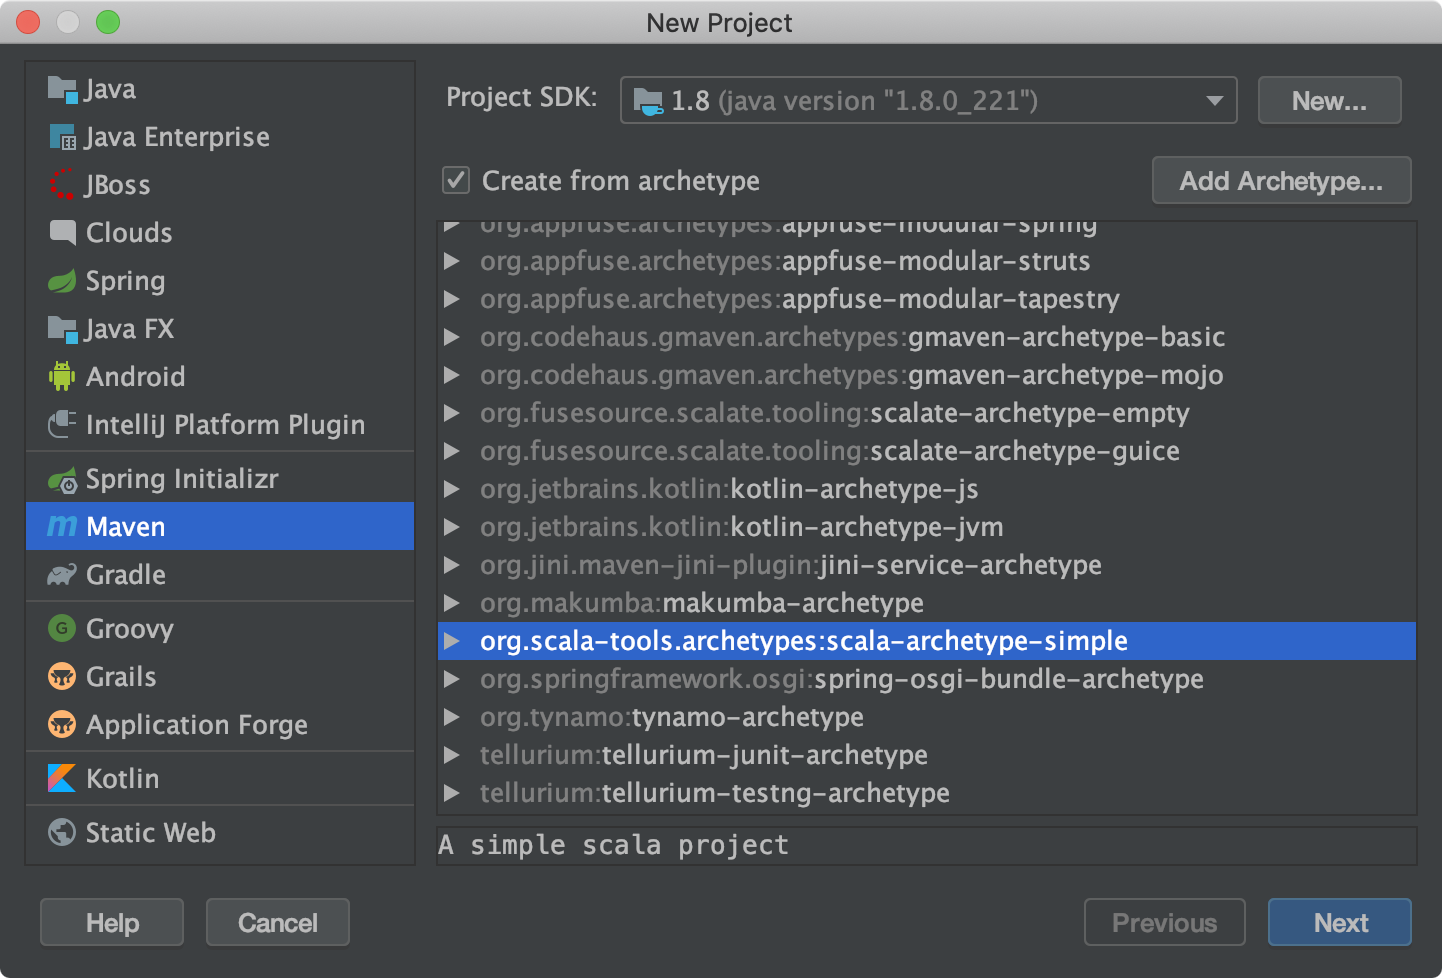 New Project
Java
Java Enterprise
JBoss
Clouds
Spring
Java FX
Android
IntelliJ Platform Plugin
Spring Initializr
m Maven
Gradle
G Groovy
Grails
Application Forge
Kotlin
Static Web
Project SDK: 1.8 (java version "1.8.0_221") New...
Create from archetype Add Archetype...
org.appfuse.archetypes:appfuse-modular-spring
org.appfuse.archetypes:appfuse-modular-struts
org.appfuse.archetypes:appfuse-modular-tapestry
org.codehaus.gmaven.archetypes:gmaven-archetype-basic
org.codehaus.gmaven.archetypes:gmaven-archetype-mojo
org.fusesource.scalate.tooling:scalate-archetype-empty
org.fusesource.scalate.tooling:scalate-archetype-guice
org.jetbrains.kotlin:kotlin-archetype-js
org.jetbrains.kotlin:kotlin-archetype-jvm
org.jini.maven-jini-plugin:jini-service-archetype
org.makumba:makumba-archetype
org.scala-tools.archetypes:scala-archetype-simple
org.springframework.osgi:spring-osgi-bundle-archetype
org.tynamo:tynamo-archetype
tellurium:tellurium-junit-archetype
tellurium:tellurium-testng-archetype
A simple scala project
Help Cancel Previous Next